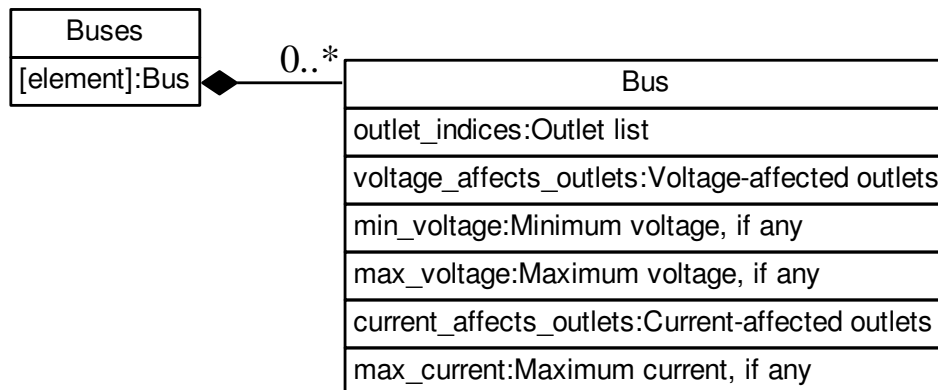 Buses
[element]:Bus
0..*
Bus
outlet_indices:Outlet list
voltage_affects_outlets:Voltage-affected outlets
min_voltage:Minimum voltage, if any
max_voltage:Maximum voltage, if any
current_affects_outlets:Current-affected outlets
max_current:Maximum current, if any